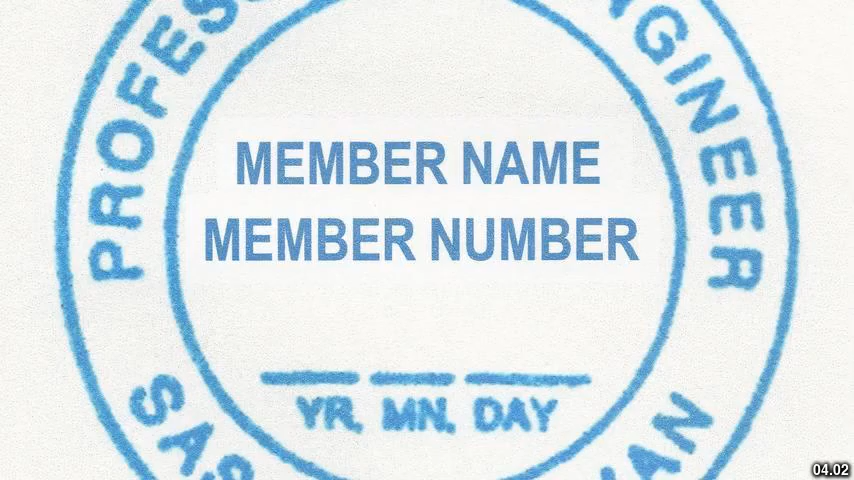 PROFES
GINEER
MEMBER NAME
MEMBER NUMBER
YR. MN. DAY
SAS
AN
04.02